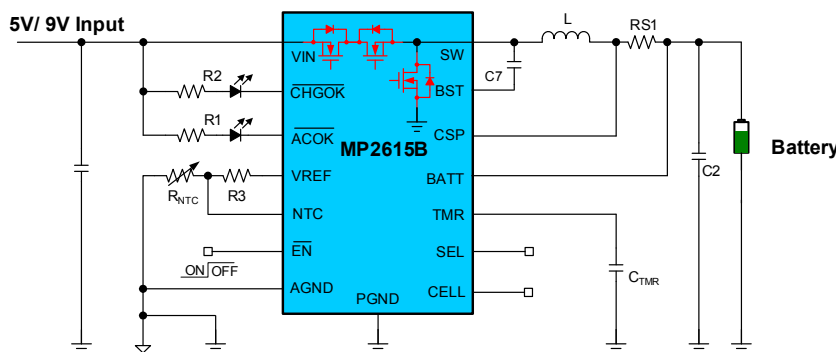 5V/ 9V Input
L
RS1
VIN
SW
R2
CHGOK
C7
BST
R1
ACOK
CSP
MP2615B
Battery
RNTC
R3
VREF
BATT
C2
NTC
TMR
EN
SEL
ON OFF
CTMR
AGND
CELL
PGND